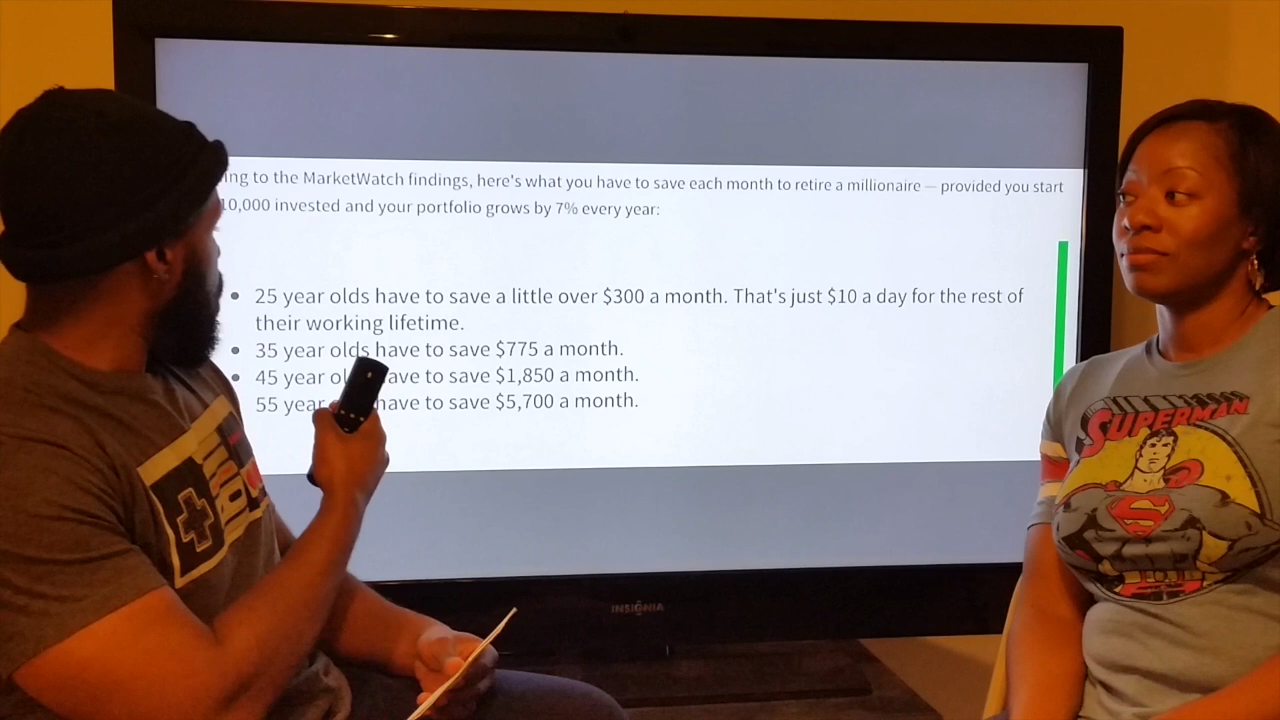 ing to the MarketWatch findings, here's what you have to save each month to retire a millionaire — provided you start
10,000 invested and your portfolio grows by 7% every year:
• 25 year olds have to save a little over $300 a month. That's just $10 a day for the rest of
their working lifetime.
• 35 year olds have to save $775 a month.
• 45 year ol ave to save $1,850 a month.
55 year have to save $5,700 a month.
INSIGNIA
SUPERMAN
S